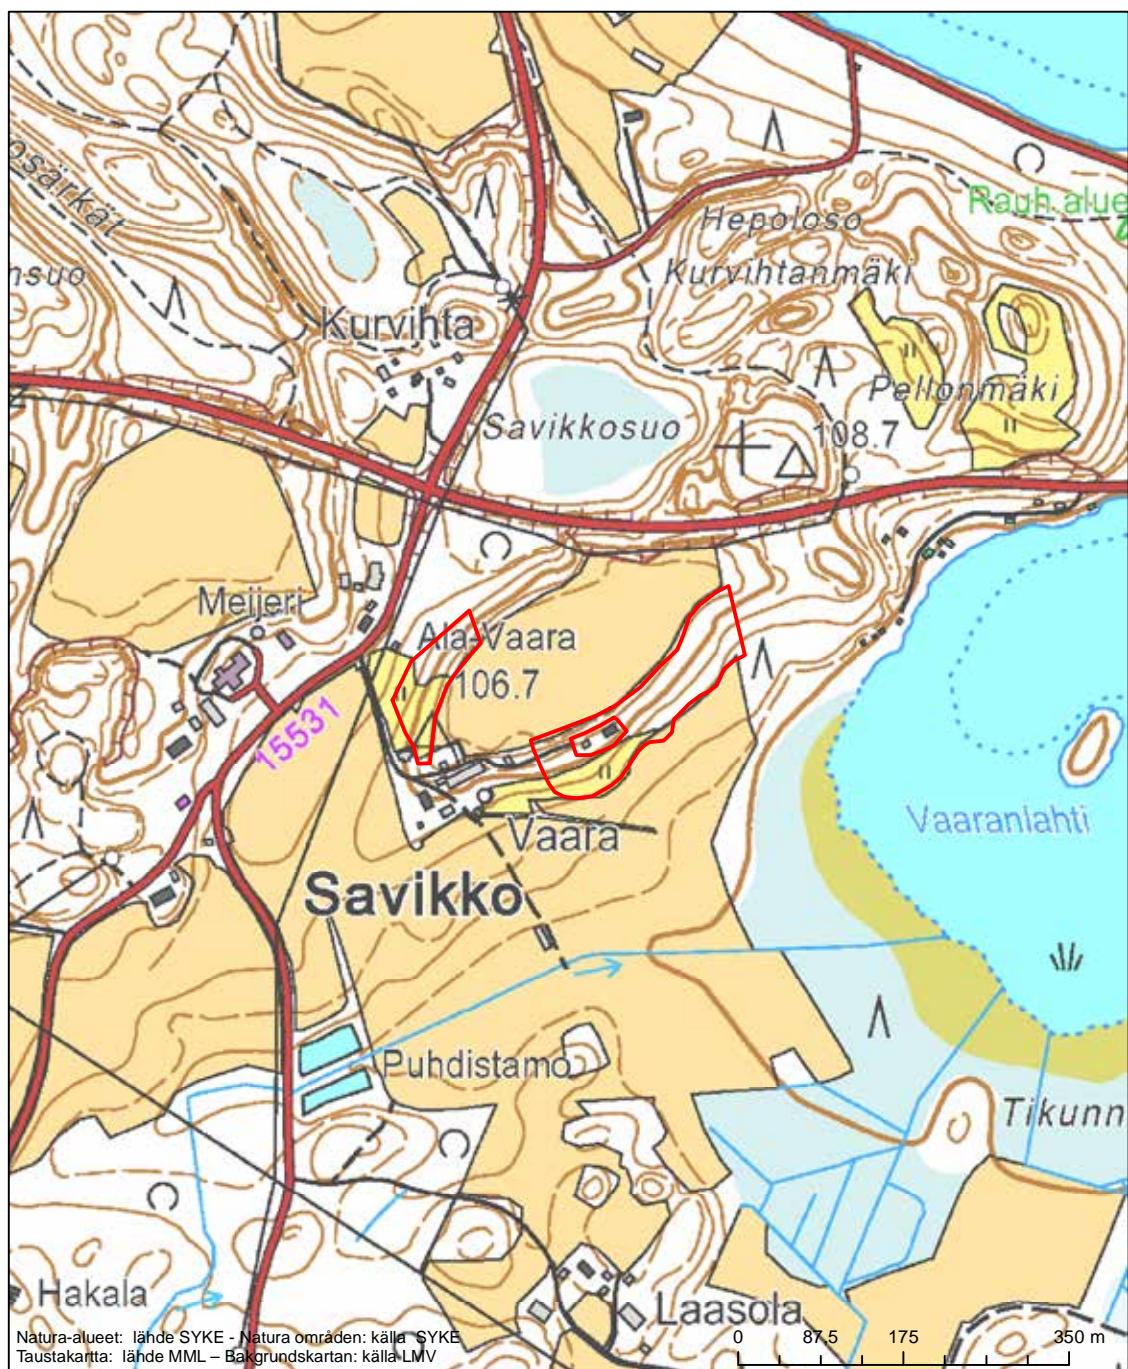 osärkät
nsuo
Rauh.alue
Hepoloso
Kurvihtanmäki
Kurvihta
Pellonmäki
Savikkosuo
108.7
Meijeri
Ala-Vaara
106.7
15531
Vaaranlahti
Vaara
Savikko
Puhdistamo
Tikunn
Hakala
Laasola
Natura-alueet: lähde SYKE - Natura områden: källa SYKE
Taustakartta: lähde MML – Bakgrundskartan: källa LMV
0 87,5 175 350 m